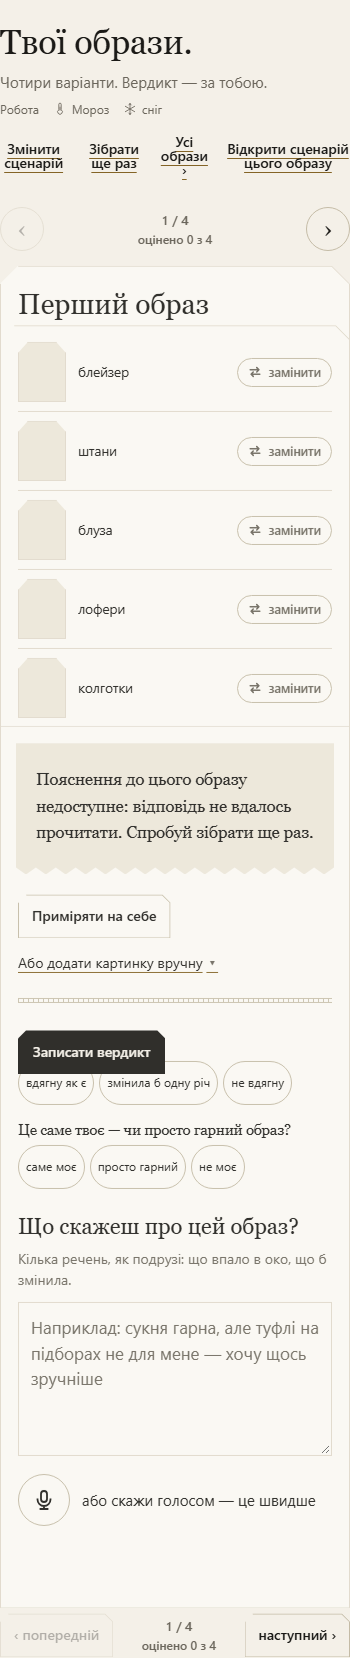 Твої образи.
Чотири варіанти. Вердикт — за тобою.
Робота Мороз сніг
Змінити
сценарій
Зібрати
ще раз
Усі
образи
›
Відкрити сценарій
цього образу
‹
1 / 4
оцінено 0 з 4
›
Перший образ
блейзер
замінити
штани
замінити
блуза
замінити
лофери
замінити
колготки
замінити
Пояснення до цього образу
недоступне: відповідь не вдалось
прочитати. Спробуй зібрати ще раз.
Приміряти на себе
Або додати картинку вручну
Записати вердикт
вдягну як є
змінила б одну річ
не вдягну
Це саме твоє — чи просто гарний образ?
саме моє
просто гарний
не моє
Що скажеш про цей образ?
Кілька речень, як подрузі: що впало в око, що б
змінила.
Наприклад: сукня гарна, але туфлі на
підборах не для мене — хочу щось
зручніше
або скажи голосом — це швидше
‹ попередній
1 / 4
оцінено 0 з 4
наступний ›